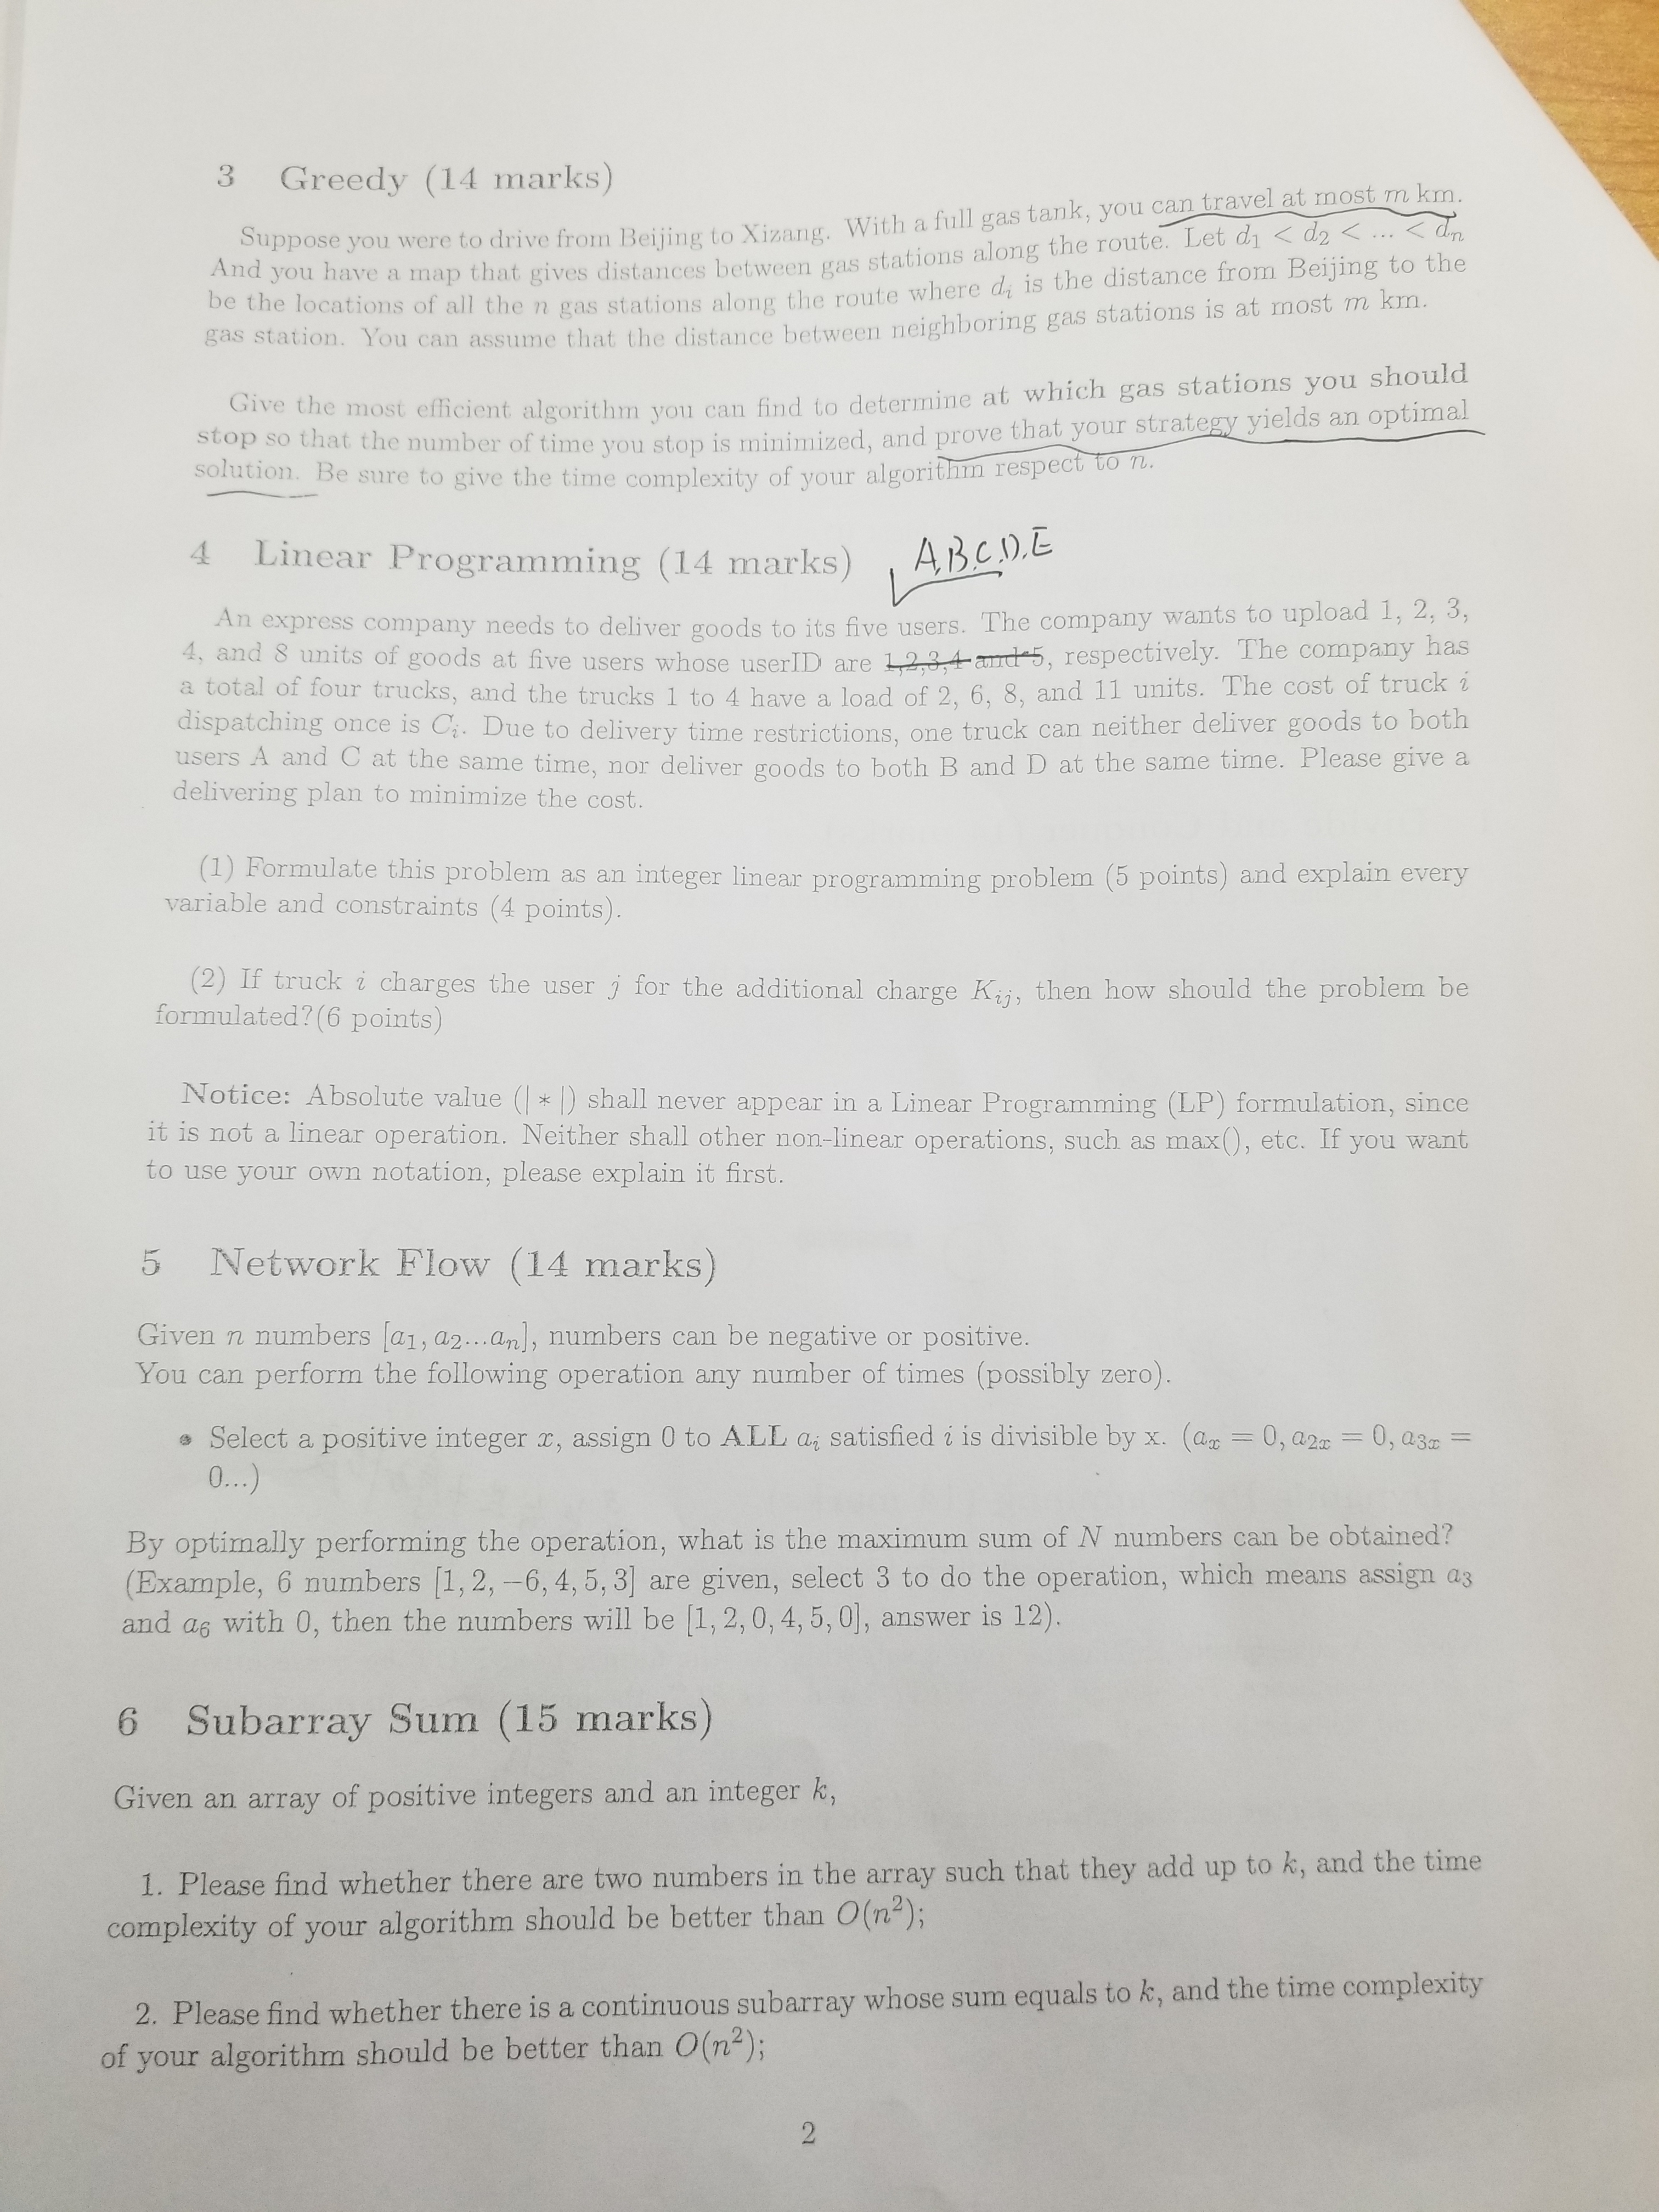 3 Greedy (14 marks)
Suppose you were to drive from Beijing to Xizang. With a full gas tank, you can travel at most m km.
And you have a map that gives distances between gas stations along the route. Let d₁ < d₂ < ... < dₙ
be the locations of all the n gas stations along the route where dᵢ is the distance from Beijing to the
gas station. You can assume that the distance between neighboring gas stations is at most m km.
Give the most efficient algorithm you can find to determine at which gas stations you should
stop so that the number of time you stop is minimized, and prove that your strategy yields an optimal
solution. Be sure to give the time complexity of your algorithm respect to n.
4 Linear Programming (14 marks) A,B,C,D,E
An express company needs to deliver goods to its five users. The company wants to upload 1, 2, 3,
4, and 8 units of goods at five users whose userID are 1,2,3,4 and 5, respectively. The company has
a total of four trucks, and the trucks 1 to 4 have a load of 2, 6, 8, and 11 units. The cost of truck i
dispatching once is Cᵢ. Due to delivery time restrictions, one truck can neither deliver goods to both
users A and C at the same time, nor deliver goods to both B and D at the same time. Please give a
delivering plan to minimize the cost.
(1) Formulate this problem as an integer linear programming problem (5 points) and explain every
variable and constraints (4 points).
(2) If truck i charges the user j for the additional charge Kᵢⱼ, then how should the problem be
formulated?(6 points)
Notice: Absolute value (| * |) shall never appear in a Linear Programming (LP) formulation, since
it is not a linear operation. Neither shall other non-linear operations, such as max(), etc. If you want
to use your own notation, please explain it first.
5 Network Flow (14 marks)
Given n numbers [a₁, a₂...aₙ], numbers can be negative or positive.
You can perform the following operation any number of times (possibly zero).
• Select a positive integer x, assign 0 to ALL aᵢ satisfied i is divisible by x. (aₓ = 0, a₂ₓ = 0, a₃ₓ =
0...)
By optimally performing the operation, what is the maximum sum of N numbers can be obtained?
(Example, 6 numbers [1, 2, −6, 4, 5, 3] are given, select 3 to do the operation, which means assign a₃
and a₆ with 0, then the numbers will be [1, 2, 0, 4, 5, 0], answer is 12).
6 Subarray Sum (15 marks)
Given an array of positive integers and an integer k,
1. Please find whether there are two numbers in the array such that they add up to k, and the time
complexity of your algorithm should be better than O(n²);
2. Please find whether there is a continuous subarray whose sum equals to k, and the time complexity
of your algorithm should be better than O(n²);
2